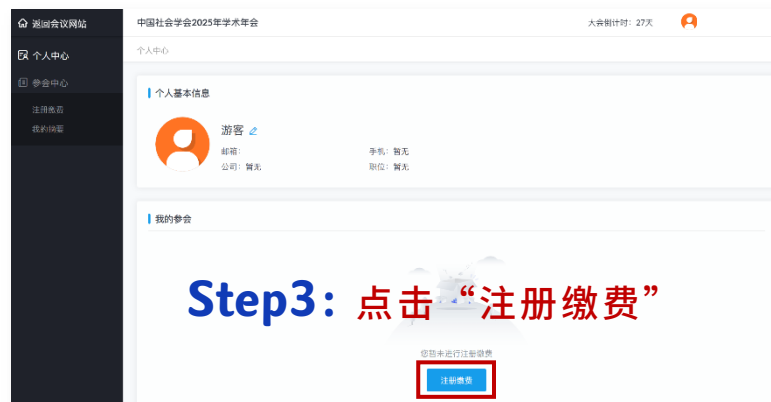 返回会议网站
中国社会学会2025年学术年会
大会倒计时：27天
个人中心
个人中心
参会中心
注册缴费
我的摘要
个人基本信息
游客
邮箱：
手机：暂无
公司：暂无
职位：暂无
我的参会
Step3：点击“注册缴费”
您暂未进行注册缴费
注册缴费